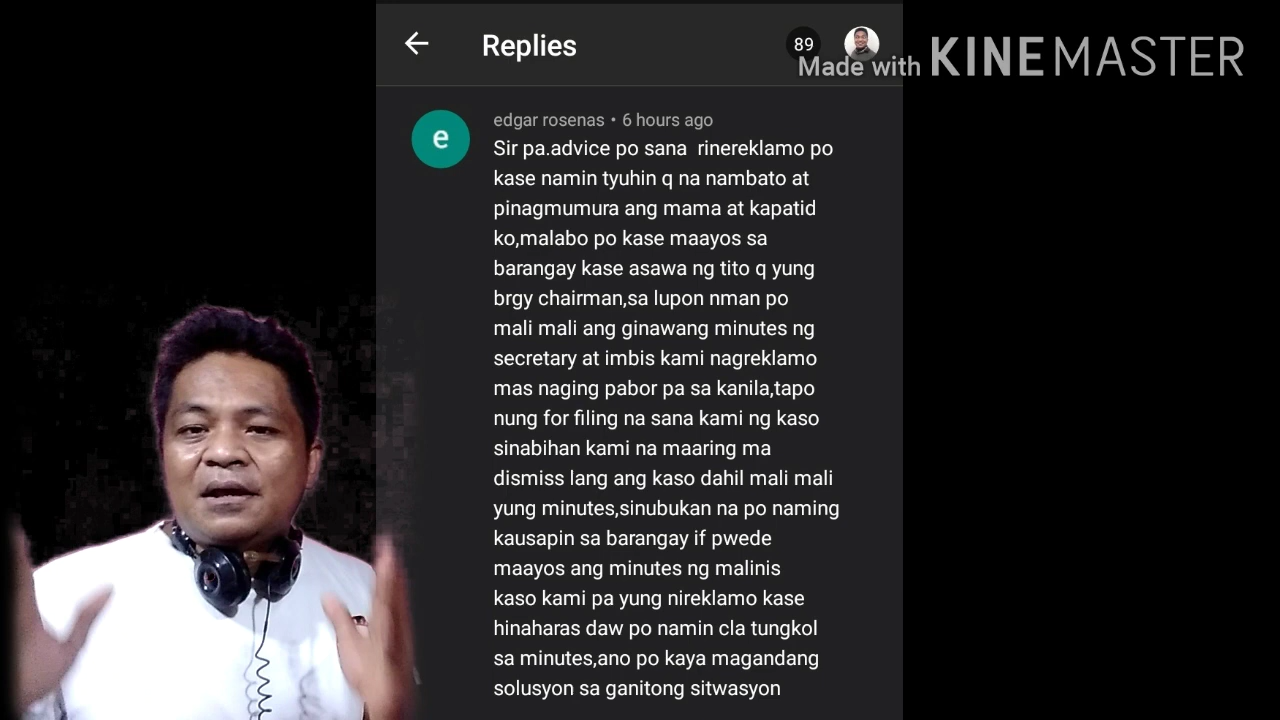 Replies
89
Made with KINEMASTER
edgar rosenas • 6 hours ago
e
Sir pa.advice po sana  rinereklamo po
kase namin tyuhin q na nambato at
pinagmumura ang mama at kapatid
ko,malabo po kase maayos sa
barangay kase asawa ng tito q yung
brgy chairman,sa lupon nman po
mali mali ang ginawang minutes ng
secretary at imbis kami nagreklamo
mas naging pabor pa sa kanila,tapo
nung for filing na sana kami ng kaso
sinabihan kami na maaring ma
dismiss lang ang kaso dahil mali mali
yung minutes,sinubukan na po naming
kausapin sa barangay if pwede
maayos ang minutes ng malinis
kaso kami pa yung nireklamo kase
hinaharas daw po namin cla tungkol
sa minutes,ano po kaya magandang
solusyon sa ganitong sitwasyon